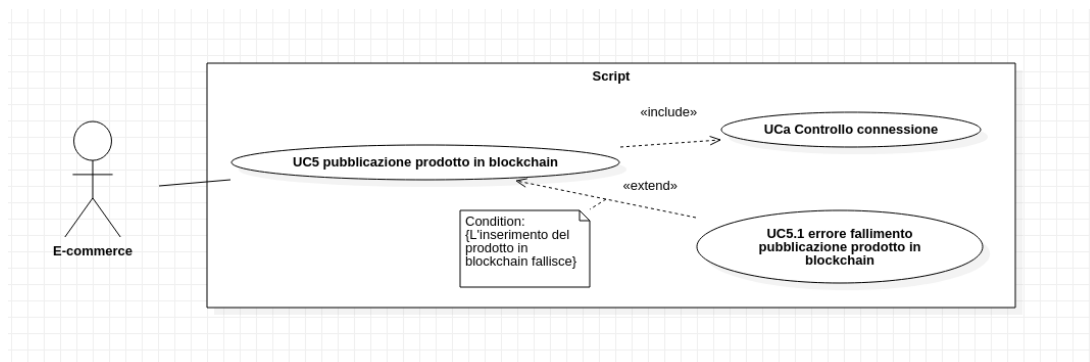 Script
«include»
UCa Controllo connessione
UC5 pubblicazione prodotto in blockchain
«extend»
Condition:
{L'inserimento del
prodotto in
blockchain fallisce}
UC5.1 errore fallimento
pubblicazione prodotto in
blockchain
E-commerce